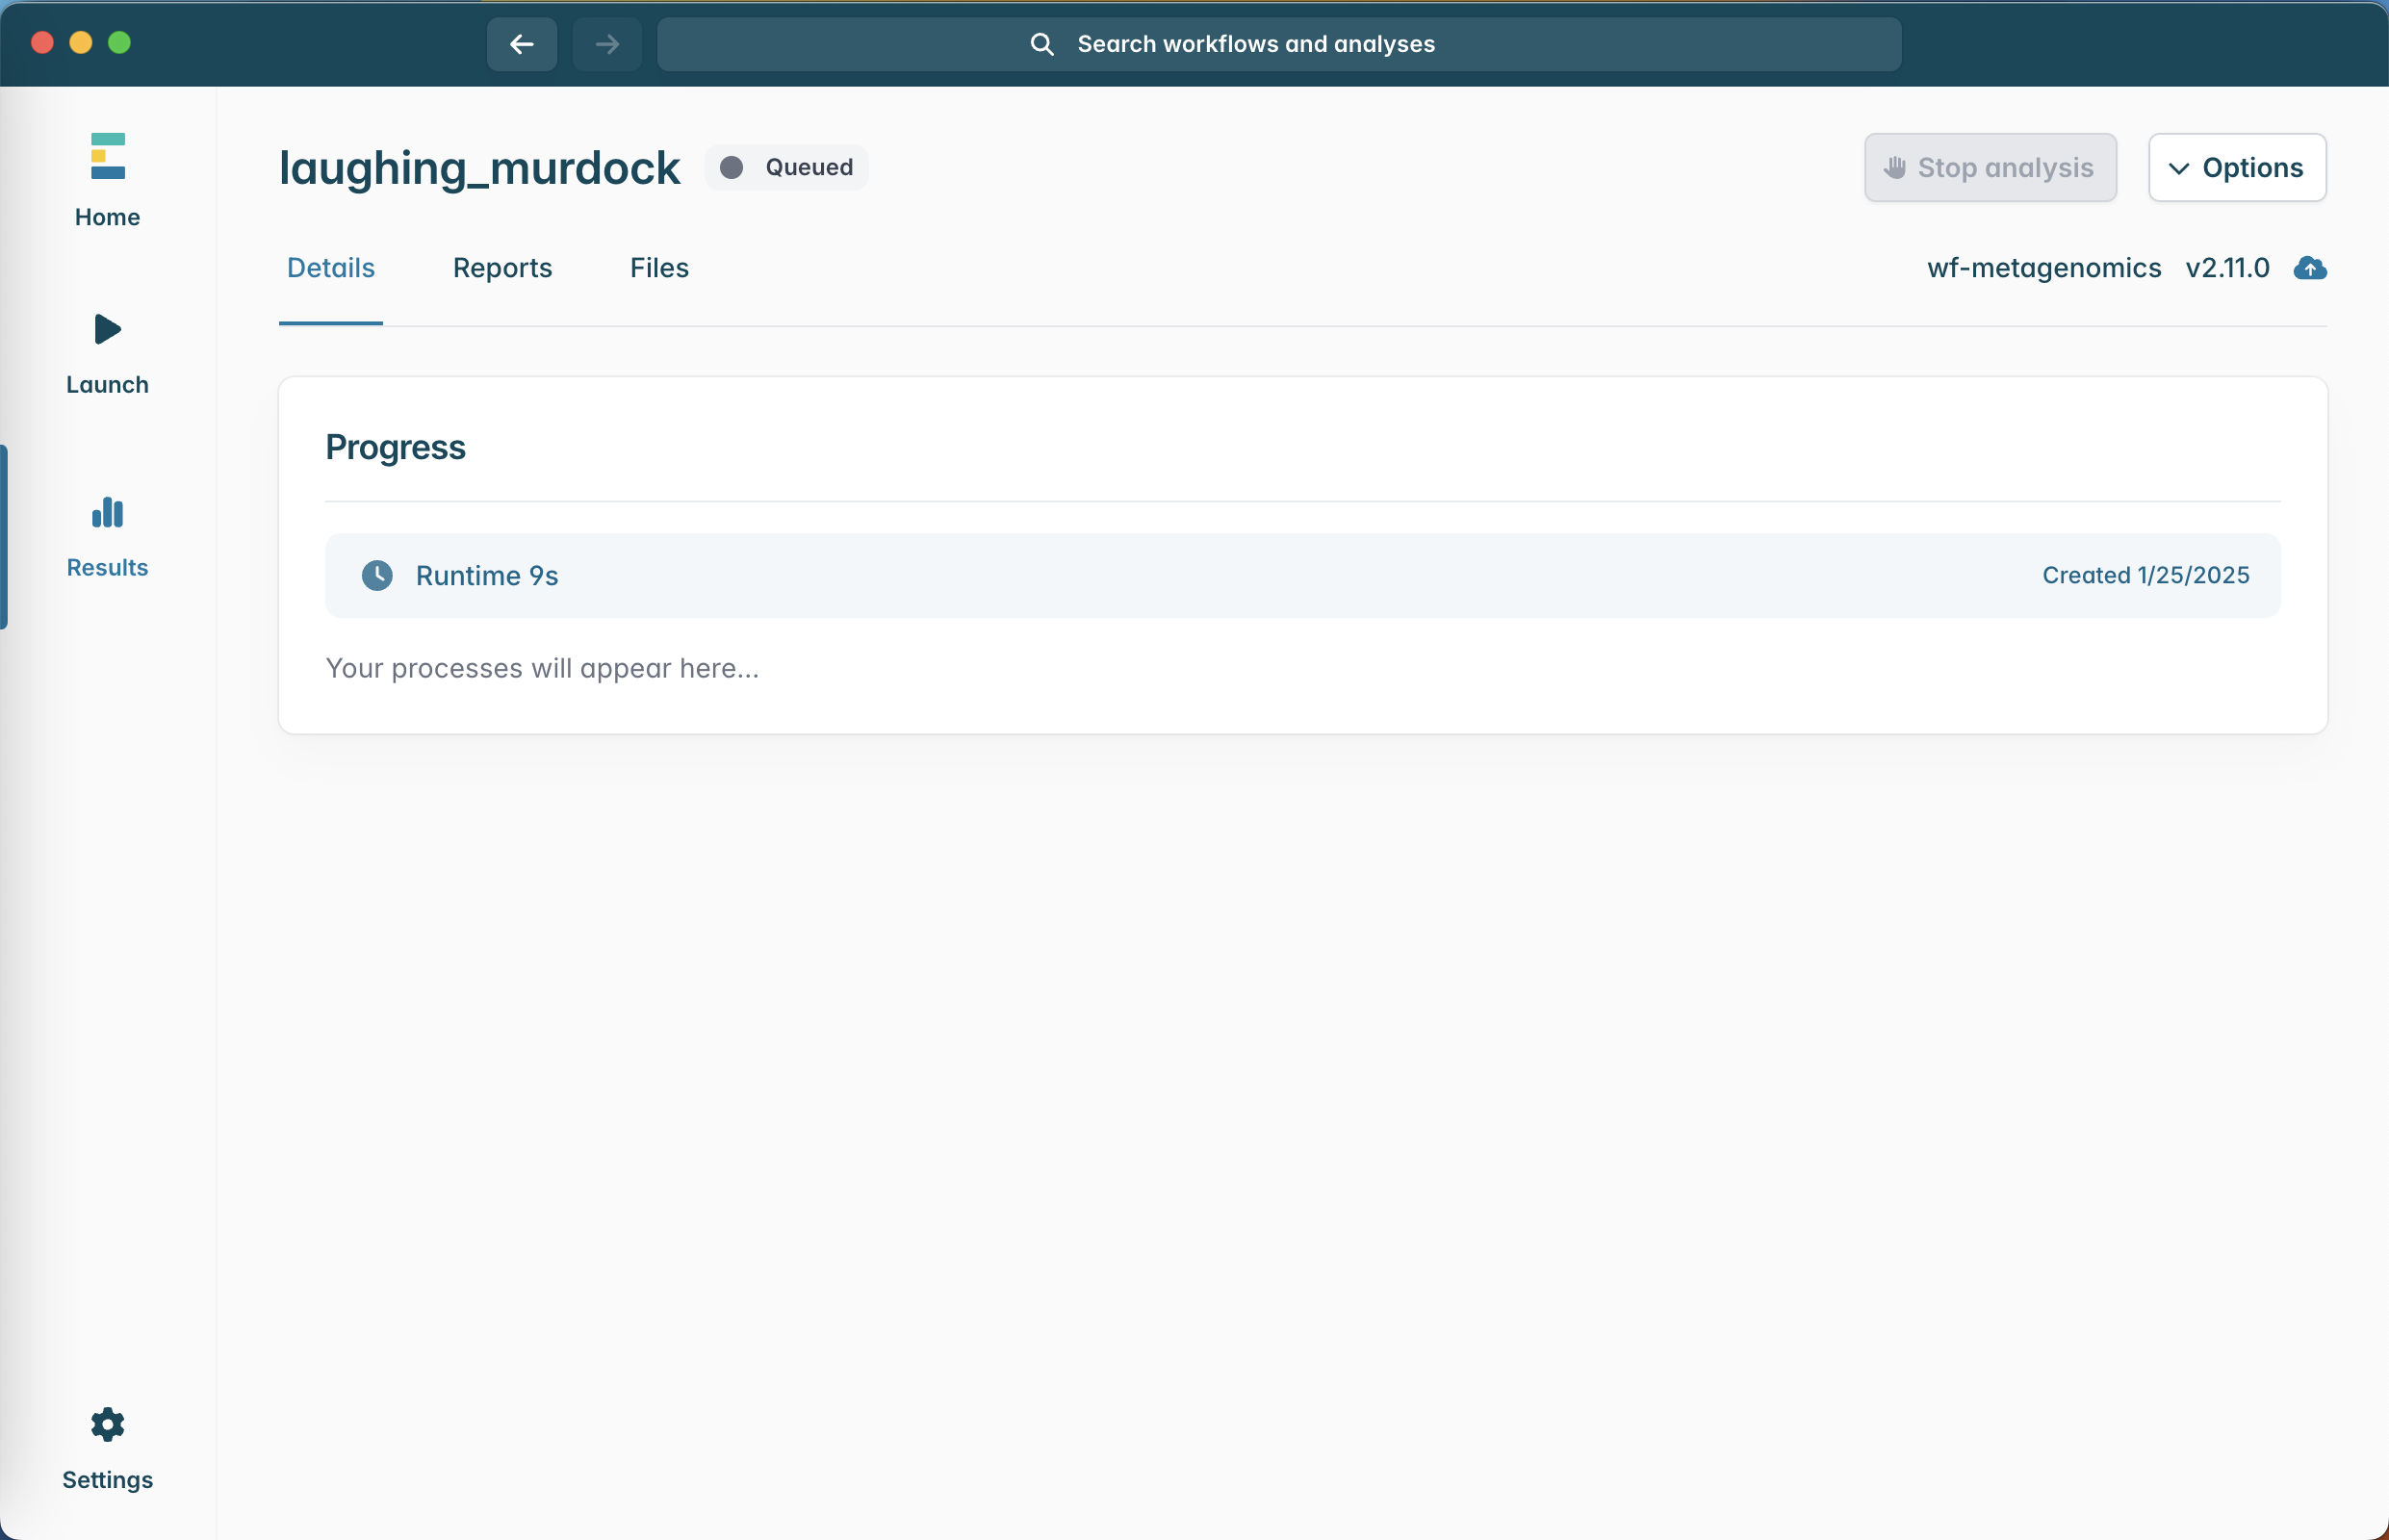 Search workflows and analyses
Home
Launch
Results
Settings
laughing_murdock
Queued
Stop analysis
Options
Details
Reports
Files
wf-metagenomics
v2.11.0
Progress
Runtime 9s
Created 1/25/2025
Your processes will appear here...